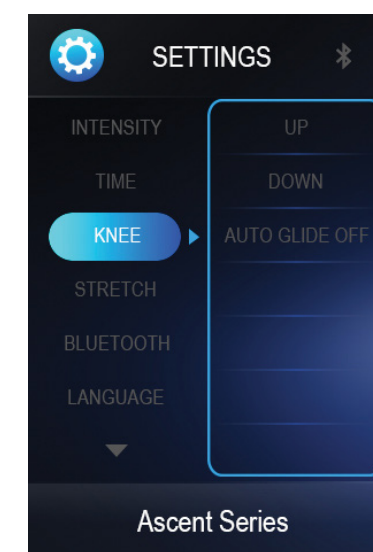 SETTINGS
INTENSITY
TIME
KNEE
STRETCH
BLUETOOTH
LANGUAGE
UP
DOWN
AUTO GLIDE OFF
Ascent Series